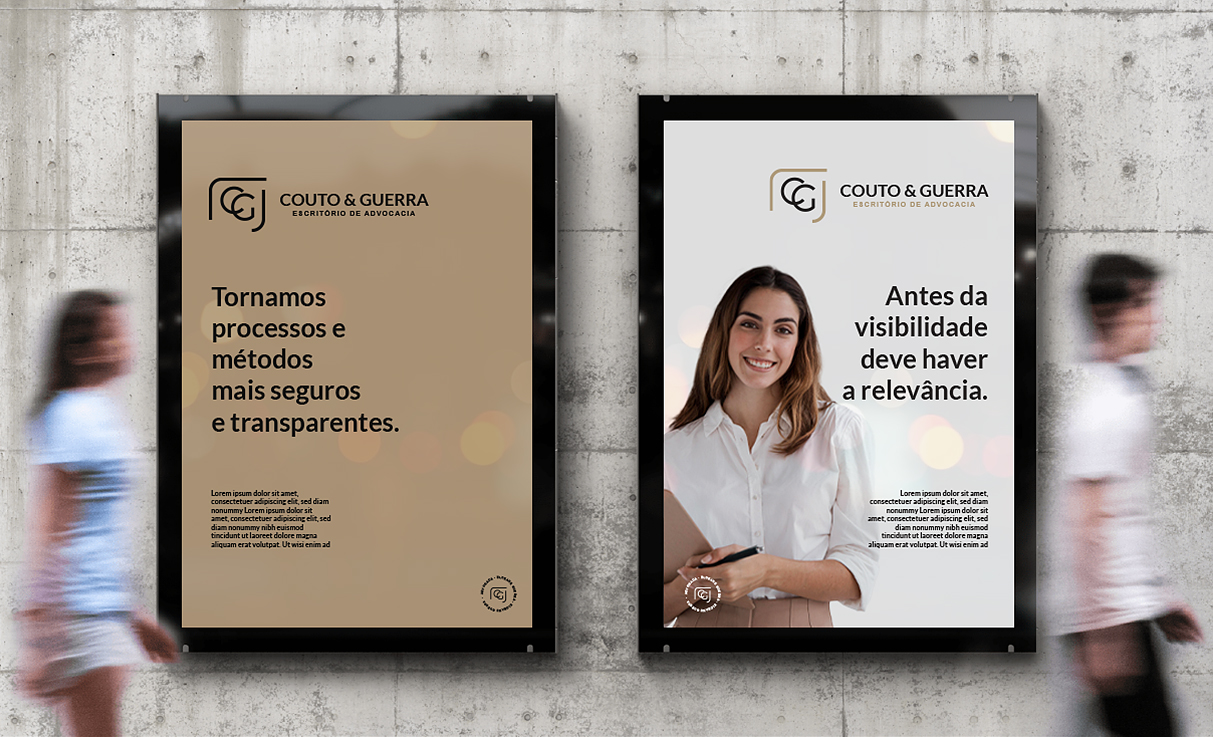 CG
COUTO & GUERRA
ESCRITÓRIO DE ADVOCACIA
Tornamos
processos e
métodos
mais seguros
e transparentes.
Lorem ipsum dolor sit amet,
consectetuer adipiscing elit, sed diam
nonummy Lorem ipsum dolor sit
amet, consectetuer adipiscing elit, sed
diam nonummy nibh euismod
tincidunt ut laoreet dolore magna
aliquam erat volutpat. Ut wisi enim ad
CG
CG
COUTO & GUERRA
ESCRITÓRIO DE ADVOCACIA
Antes da
visibilidade
deve haver
a relevância.
Lorem ipsum dolor sit amet,
consectetuer adipiscing elit, sed diam
nonummy Lorem ipsum dolor sit
amet, consectetuer adipiscing elit, sed
diam nonummy nibh euismod
tincidunt ut laoreet dolore magna
aliquam erat volutpat. Ut wisi enim ad
CG